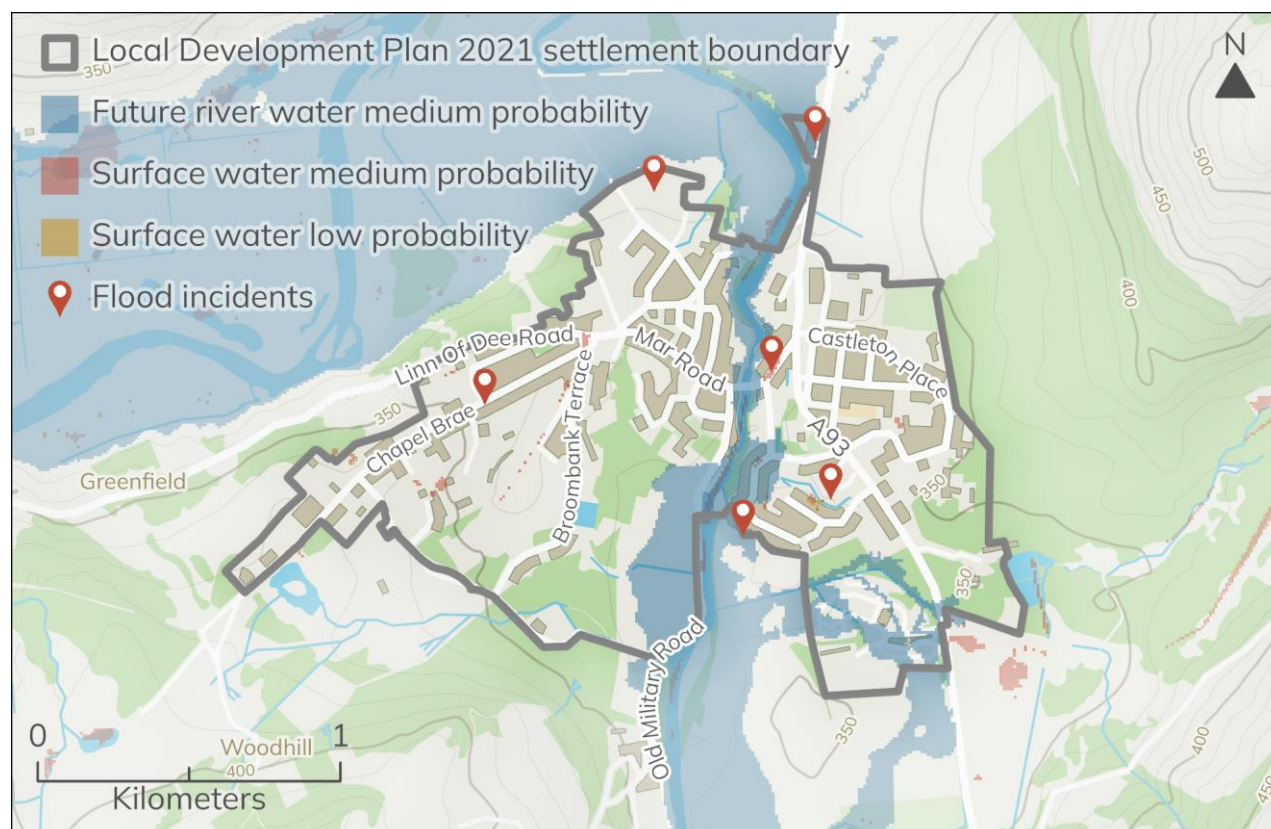 Local Development Plan 2021 settlement boundary
350
Future river water medium probability
Surface water medium probability
Surface water low probability
Flood incidents
N
500
450
400
Linn Of Dee Road
Mar Road
Castleton Place
350
Chapel Brae
Broombank Terrace
A93
Greenfield
350
350
Old Military Road
350
0 1
Woodhill
400
Kilometers
400